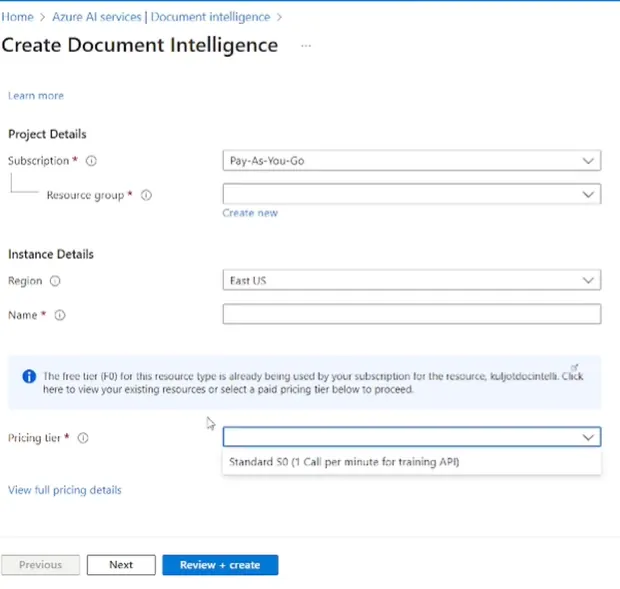 Home > Azure AI services | Document intelligence >
Create Document Intelligence ...
Learn more
Project Details
Subscription *
Pay-As-You-Go
Resource group *
Create new
Instance Details
Region
East US
Name *
The free tier (F0) for this resource type is already being used by your subscription for the resource, kuljotdocintelli. Click
here to view your existing resources or select a paid pricing tier below to proceed.
Pricing tier *
Standard S0 (1 Call per minute for training API)
View full pricing details
Previous
Next
Review + create